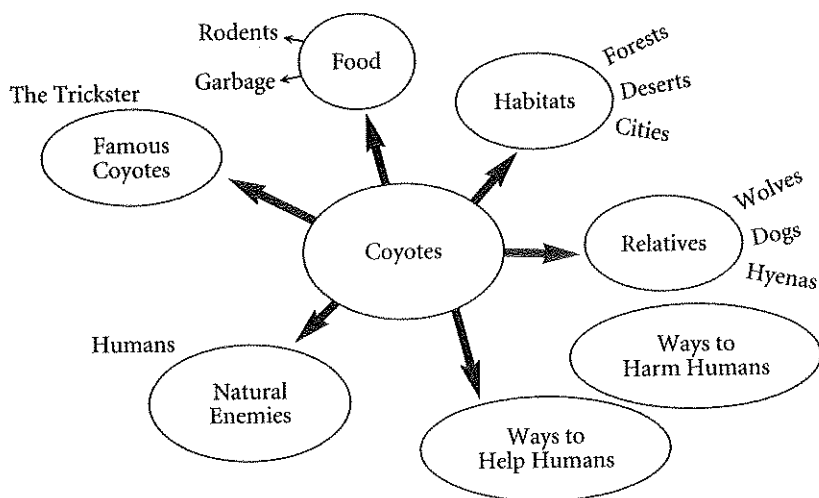 Rodents
Garbage
Food
Forests
Deserts
Cities
Habitats
The Trickster
Famous
Coyotes
Coyotes
Wolves
Dogs
Hyenas
Relatives
Humans
Natural
Enemies
Ways to
Harm Humans
Ways to
Help Humans